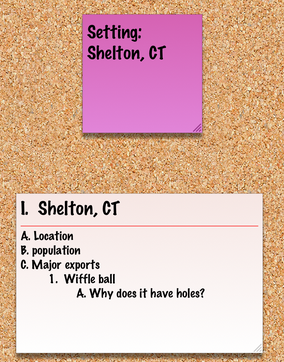 Setting:
Shelton, CT
I. Shelton, CT
A. Location
B. population
C. Major exports
1. Wiffle ball
A. Why does it have holes?